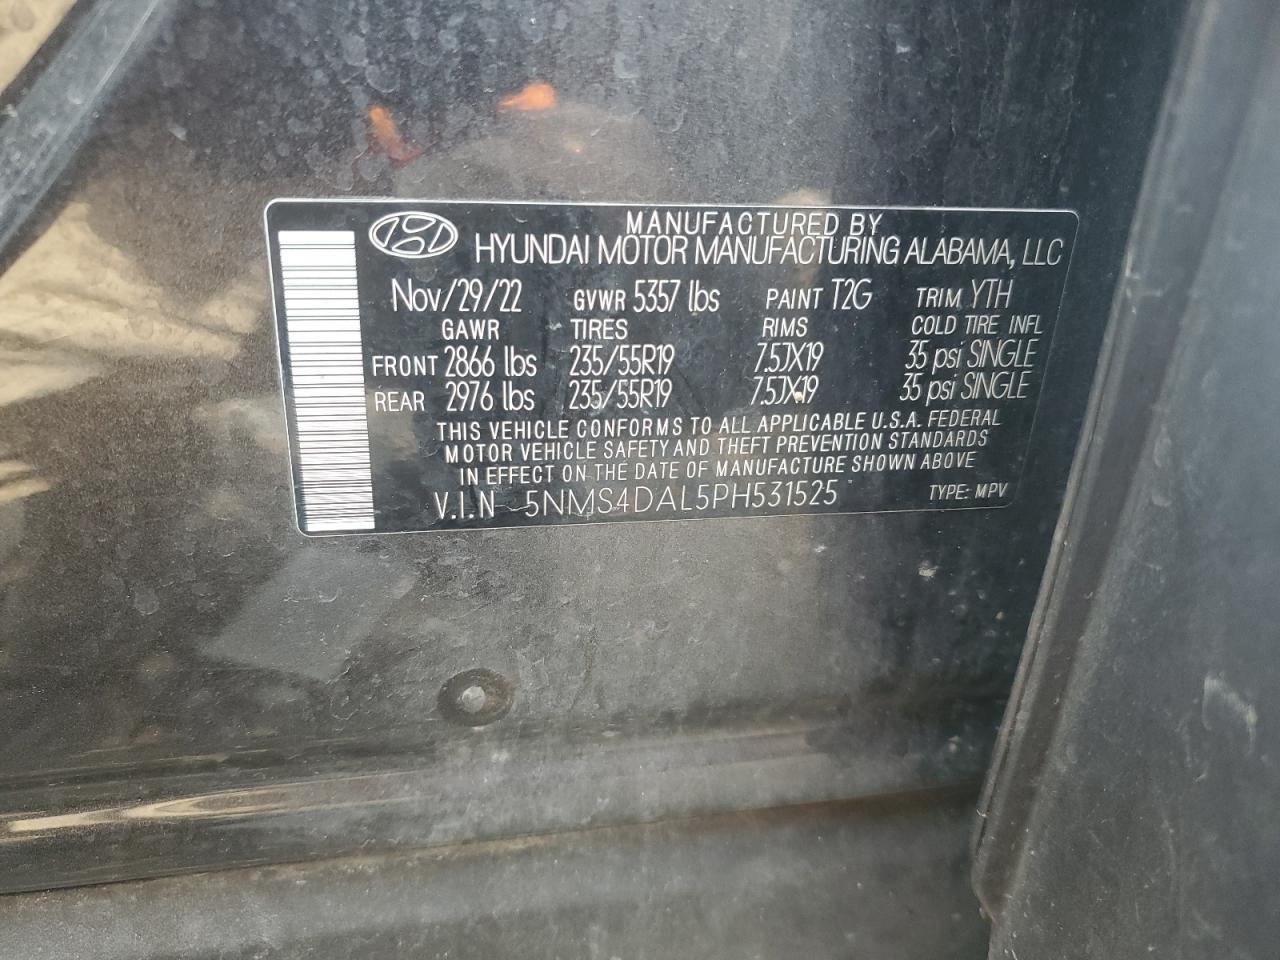 MANUFACTURED BY
HYUNDAI MOTOR MANUFACTURING ALABAMA, LLC
Nov/29/22 GVWR 5357 lbs PAINT T2G TRIM YTH
GAWR TIRES RIMS COLD TIRE INFL
FRONT 2866 lbs 235/55R19 7.5JX19 35 psi SINGLE
REAR 2976 lbs 235/55R19 7.5JX19 35 psi SINGLE
THIS VEHICLE CONFORMS TO ALL APPLICABLE U.S.A. FEDERAL
MOTOR VEHICLE SAFETY AND THEFT PREVENTION STANDARDS
IN EFFECT ON THE DATE OF MANUFACTURE SHOWN ABOVE
V.I.N 5NMS4DAL5PH531525 TYPE: MPV